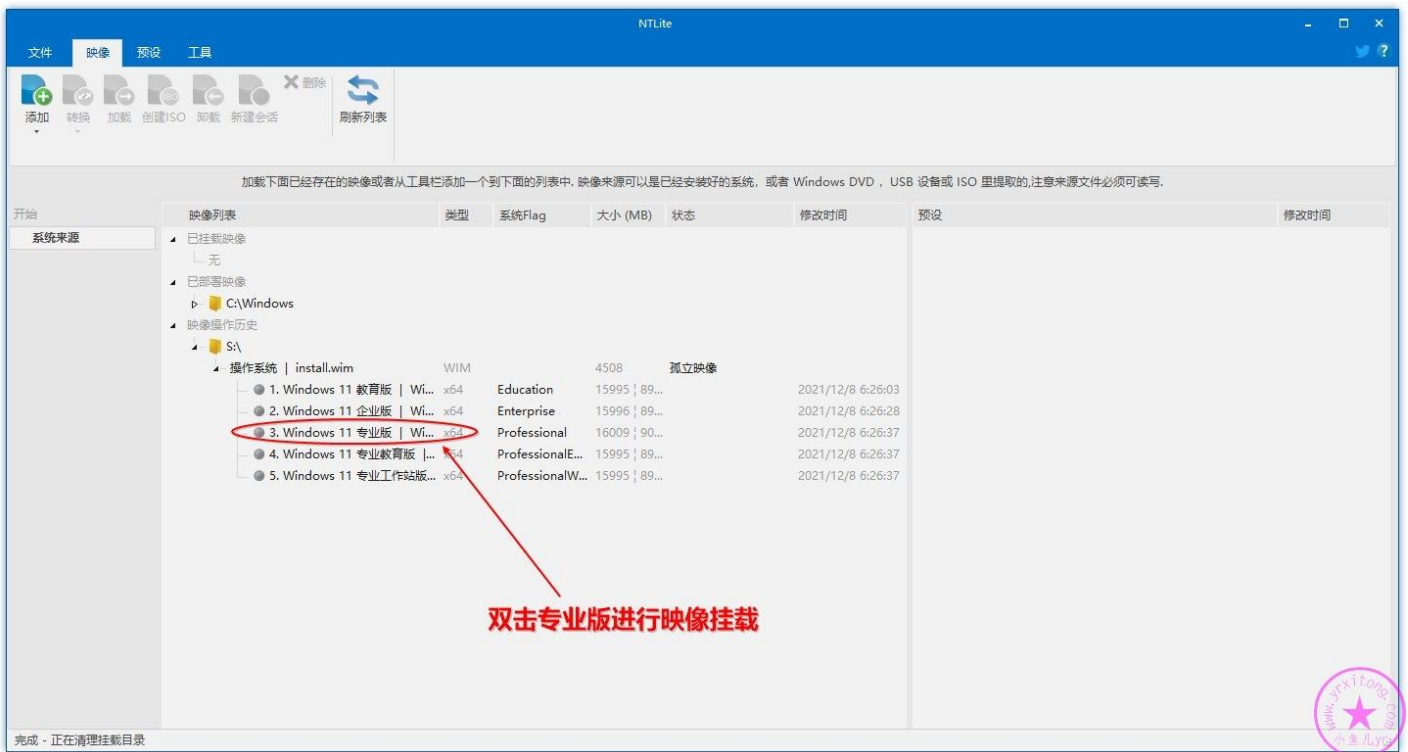 NTLite
文件 映像 预设 工具
添加 转换 加载 创建ISO 卸载 新建会话 删除 刷新列表
加载下面已经存在的映像或者从工具栏添加一个到下面的列表中. 映像来源可以是已经安装好的系统, 或者 Windows DVD , USB 设备或 ISO 里提取的,注意来源文件必须可读写.
开始 映像列表 类型 系统Flag 大小 (MB) 状态 修改时间 预设 修改时间
系统来源 已挂载映像
无
已部署映像
C:\Windows
映像操作历史
S:\
操作系统 | install.wim WIM 4508 孤立映像
1. Windows 11 教育版 | Wi... x64 Education 15995 ¦ 89... 2021/12/8 6:26:03
2. Windows 11 企业版 | Wi... x64 Enterprise 15996 ¦ 89... 2021/12/8 6:26:28
3. Windows 11 专业版 | Wi... x64 Professional 16009 ¦ 90... 2021/12/8 6:26:37
4. Windows 11 专业教育版 |... x64 ProfessionalE... 15995 ¦ 89... 2021/12/8 6:26:37
5. Windows 11 专业工作站版... x64 ProfessionalW... 15995 ¦ 89... 2021/12/8 6:26:37
双击专业版进行映像挂载
www.yrxitong.com
小鱼儿yr
完成 - 正在清理挂载目录